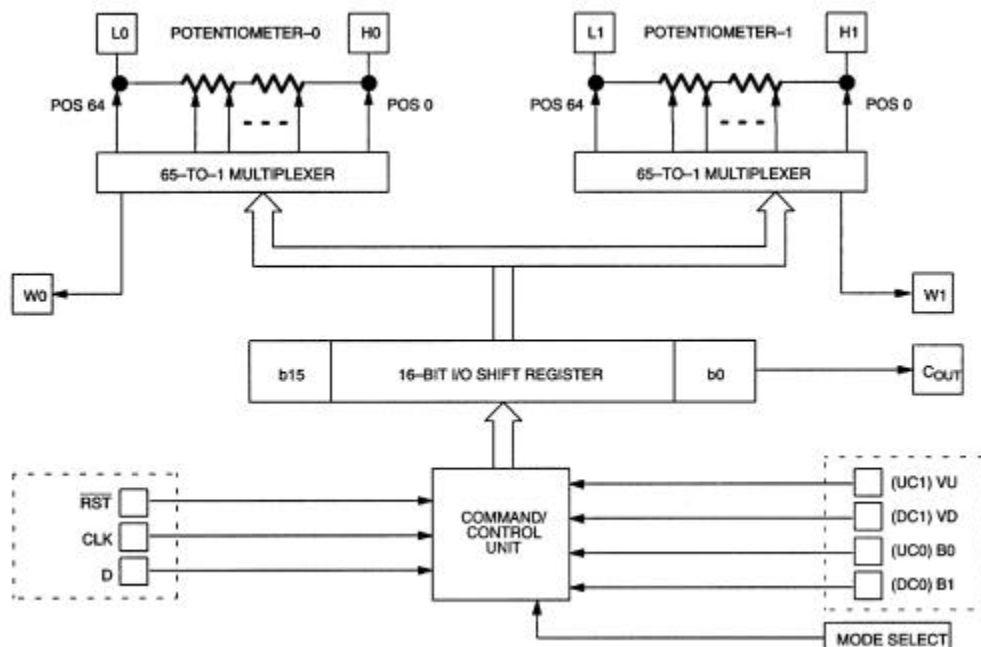 L0 POTENTIOMETER-0 H0 L1 POTENTIOMETER-1 H1
POS 64 POS 0 POS 64 POS 0
65-TO-1 MULTIPLEXER 65-TO-1 MULTIPLEXER
W0 W1
b15 16-BIT I/O SHIFT REGISTER b0 COUT
RST
CLK
D
COMMAND/
CONTROL
UNIT
(UC1) VU
(DC1) VD
(UC0) B0
(DC0) B1
MODE SELECT